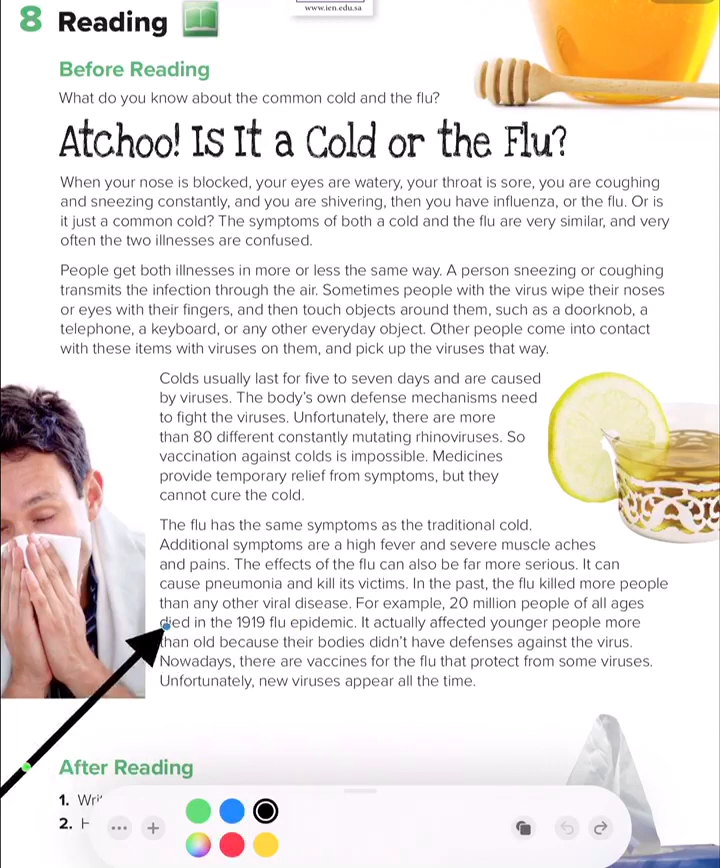 www.ien.edu.sa
8 Reading
Before Reading
What do you know about the common cold and the flu?
Atchoo! Is It a Cold or the Flu?
When your nose is blocked, your eyes are watery, your throat is sore, you are coughing
and sneezing constantly, and you are shivering, then you have influenza, or the flu. Or is
it just a common cold? The symptoms of both a cold and the flu are very similar, and very
often the two illnesses are confused.
People get both illnesses in more or less the same way. A person sneezing or coughing
transmits the infection through the air. Sometimes people with the virus wipe their noses
or eyes with their fingers, and then touch objects around them, such as a doorknob, a
telephone, a keyboard, or any other everyday object. Other people come into contact
with these items with viruses on them, and pick up the viruses that way.
Colds usually last for five to seven days and are caused
by viruses. The body's own defense mechanisms need
to fight the viruses. Unfortunately, there are more
than 80 different constantly mutating rhinoviruses. So
vaccination against colds is impossible. Medicines
provide temporary relief from symptoms, but they
cannot cure the cold.
The flu has the same symptoms as the traditional cold.
Additional symptoms are a high fever and severe muscle aches
and pains. The effects of the flu can also be far more serious. It can
cause pneumonia and kill its victims. In the past, the flu killed more people
than any other viral disease. For example, 20 million people of all ages
died in the 1919 flu epidemic. It actually affected younger people more
than old because their bodies didn't have defenses against the virus.
Nowadays, there are vaccines for the flu that protect from some viruses.
Unfortunately, new viruses appear all the time.
After Reading
1.
2.